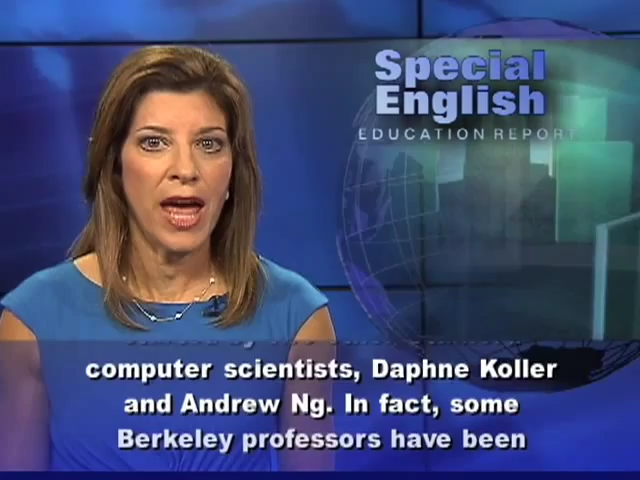 Special
English
EDUCATION REPORT
computer scientists, Daphne Koller
and Andrew Ng. In fact, some
Berkeley professors have been